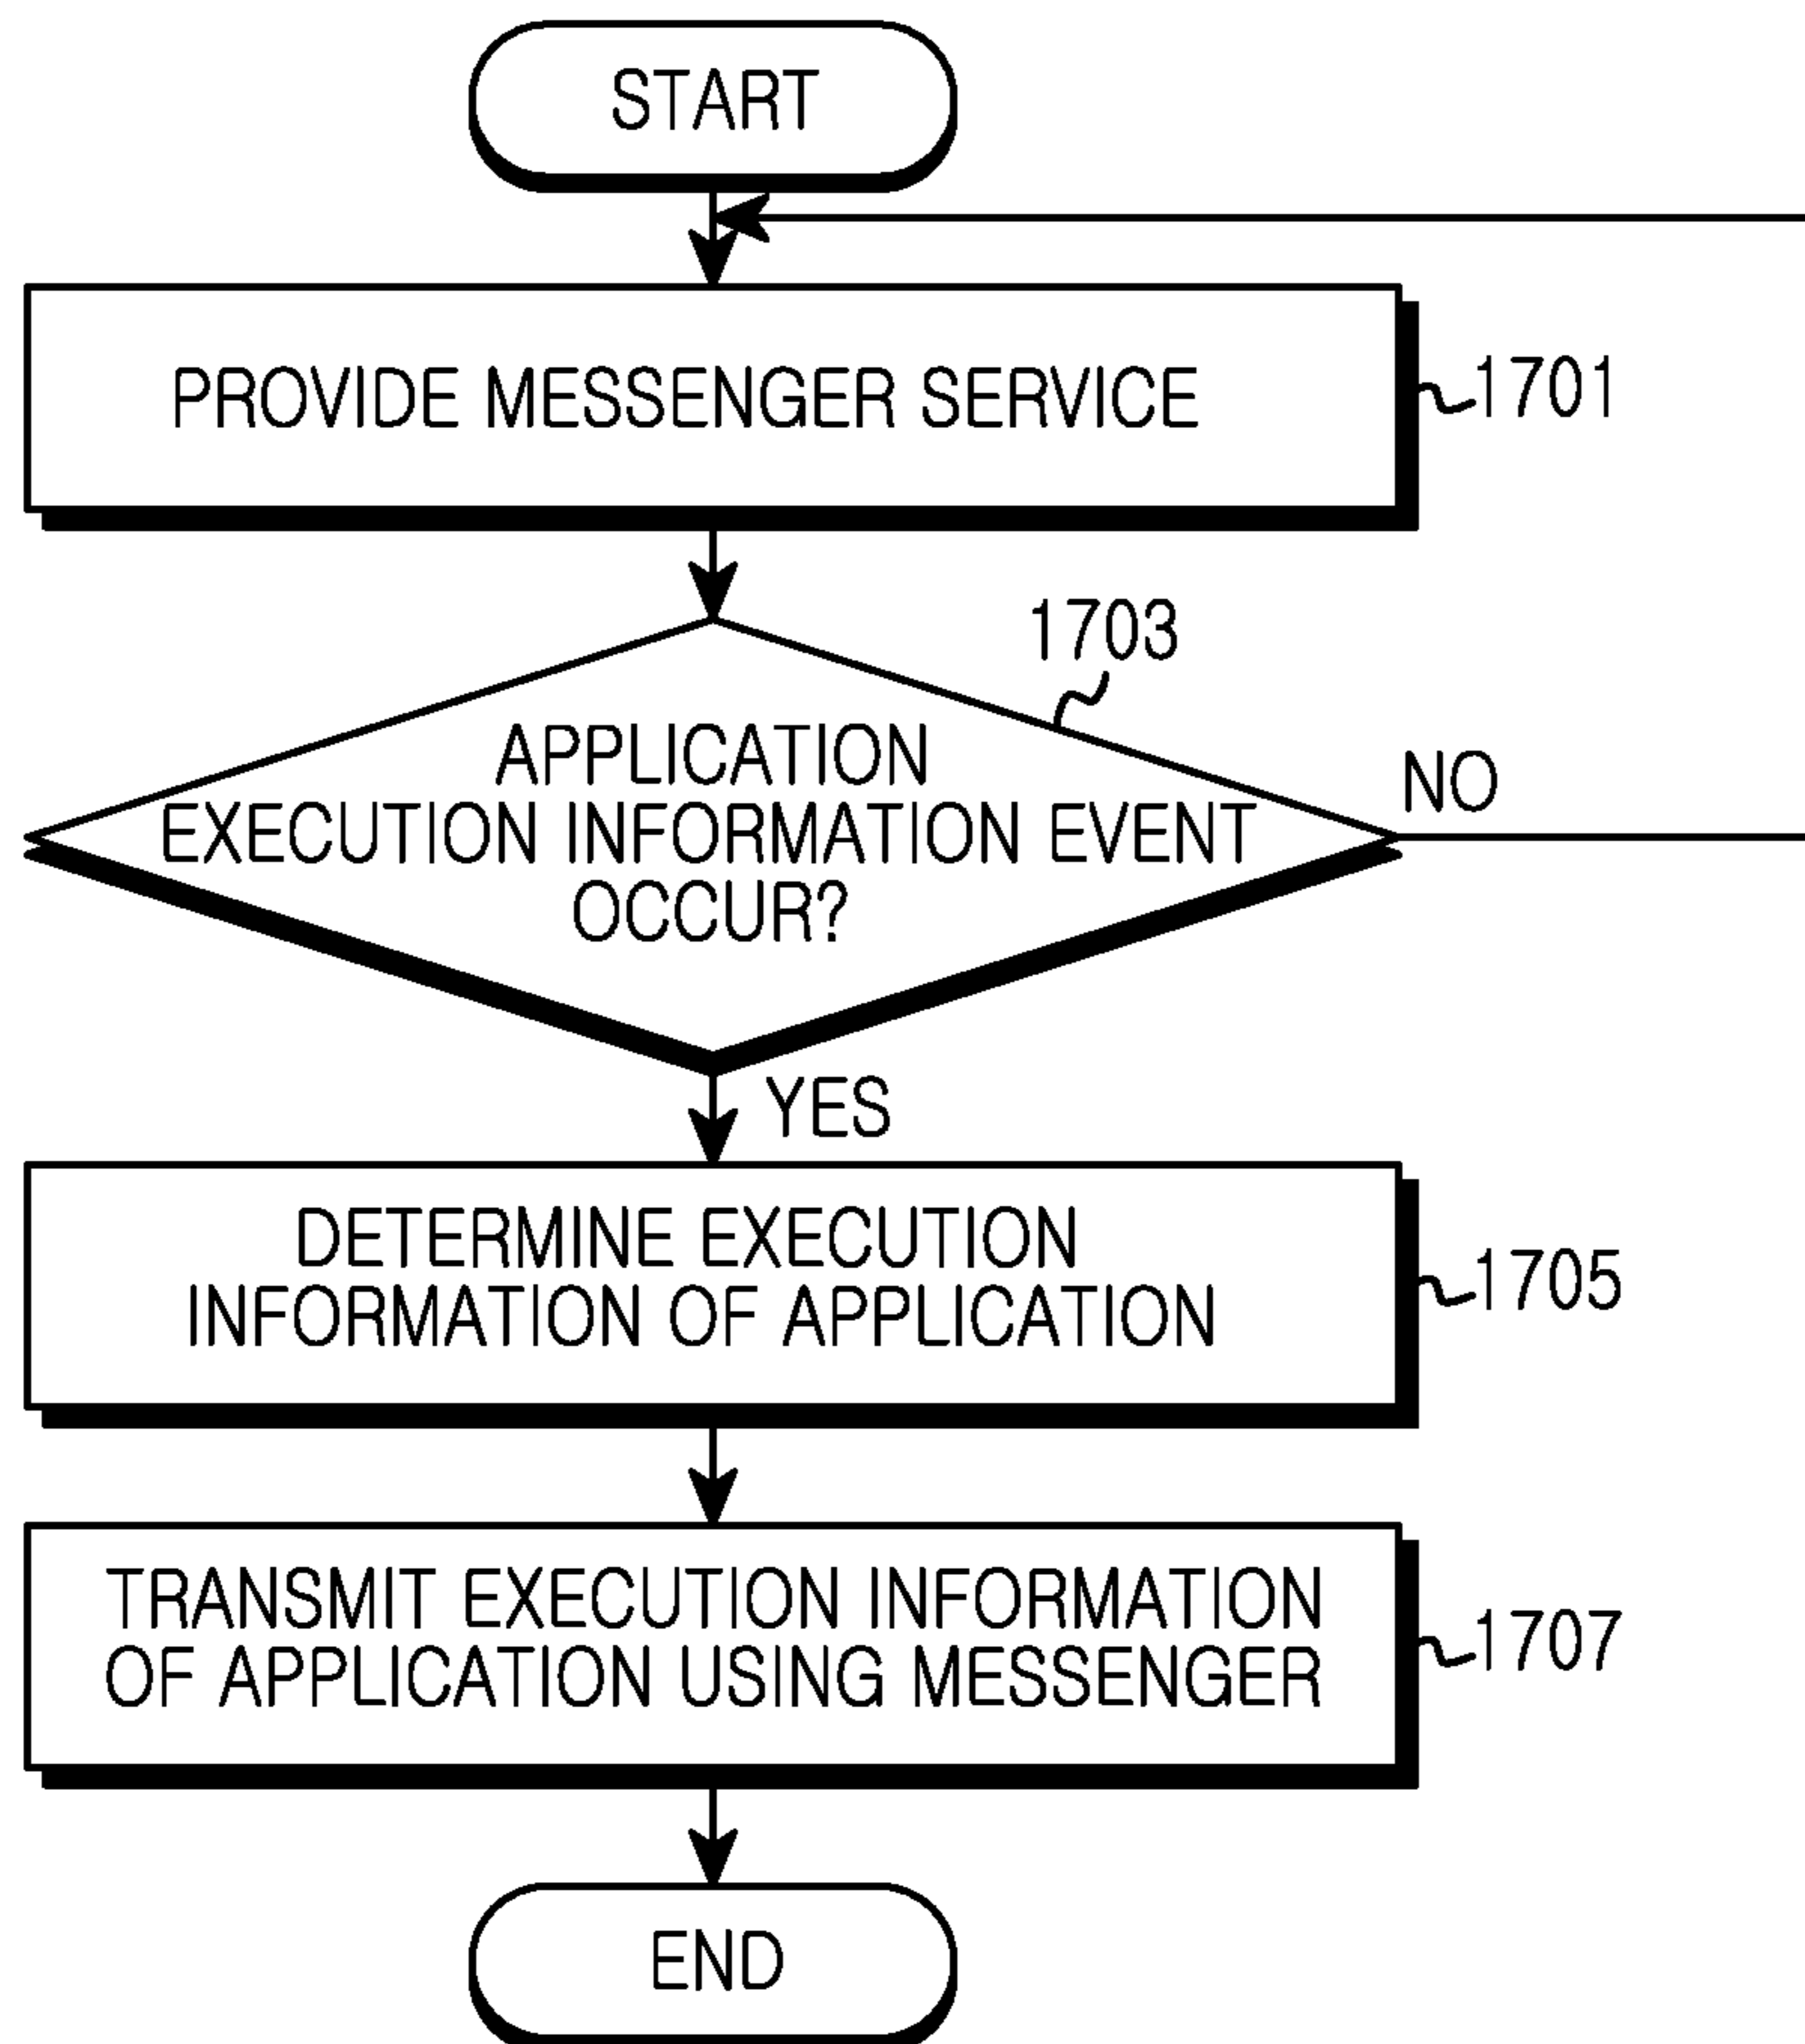 START
PROVIDE MESSENGER SERVICE
1701
1703
APPLICATION
EXECUTION INFORMATION EVENT
OCCUR?
NO
YES
DETERMINE EXECUTION
INFORMATION OF APPLICATION
1705
TRANSMIT EXECUTION INFORMATION
OF APPLICATION USING MESSENGER
1707
END